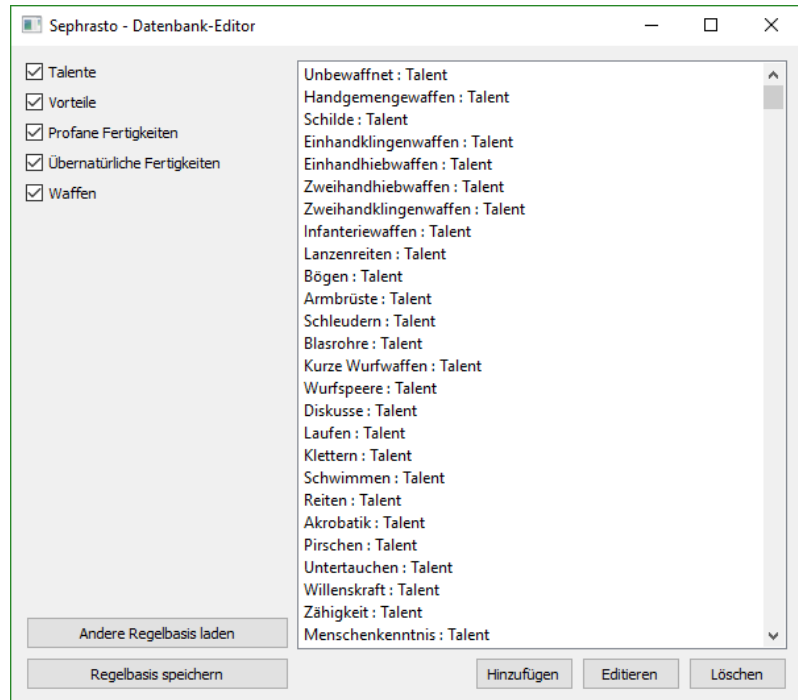 Sephrasto - Datenbank-Editor
Talente
Vorteile
Profane Fertigkeiten
Übernatürliche Fertigkeiten
Waffen
Unbewaffnet : Talent
Handgemengewaffen : Talent
Schilde : Talent
Einhandklingenwaffen : Talent
Einhandhiebwaffen : Talent
Zweihandhiebwaffen : Talent
Zweihandklingenwaffen : Talent
Infanteriewaffen : Talent
Lanzenreiten : Talent
Bögen : Talent
Armbrüste : Talent
Schleudern : Talent
Blasrohre : Talent
Kurze Wurfwaffen : Talent
Wurfspeere : Talent
Diskusse : Talent
Laufen : Talent
Klettern : Talent
Schwimmen : Talent
Reiten : Talent
Akrobatik : Talent
Pirschen : Talent
Untertauchen : Talent
Willenskraft : Talent
Zähigkeit : Talent
Menschenkenntnis : Talent
Andere Regelbasis laden
Regelbasis speichern
Hinzufügen
Editieren
Löschen